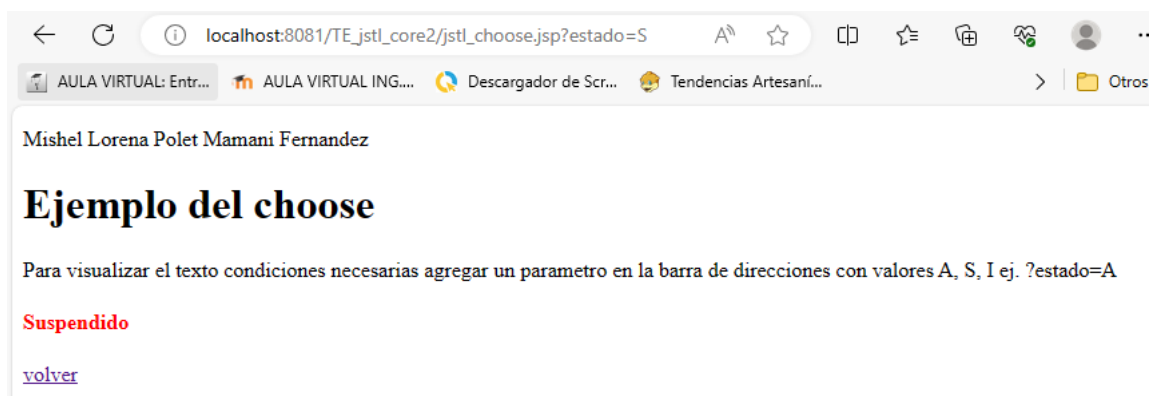 localhost:8081/TE_jstl_core2/jstl_choose.jsp?estado=S
AULA VIRTUAL: Entr... AULA VIRTUAL ING.... Descargador de Scr... Tendencias Artesaní... Otros
Mishel Lorena Polet Mamani Fernandez
Ejemplo del choose
Para visualizar el texto condiciones necesarias agregar un parametro en la barra de direcciones con valores A, S, I ej. ?estado=A
Suspendido
volver